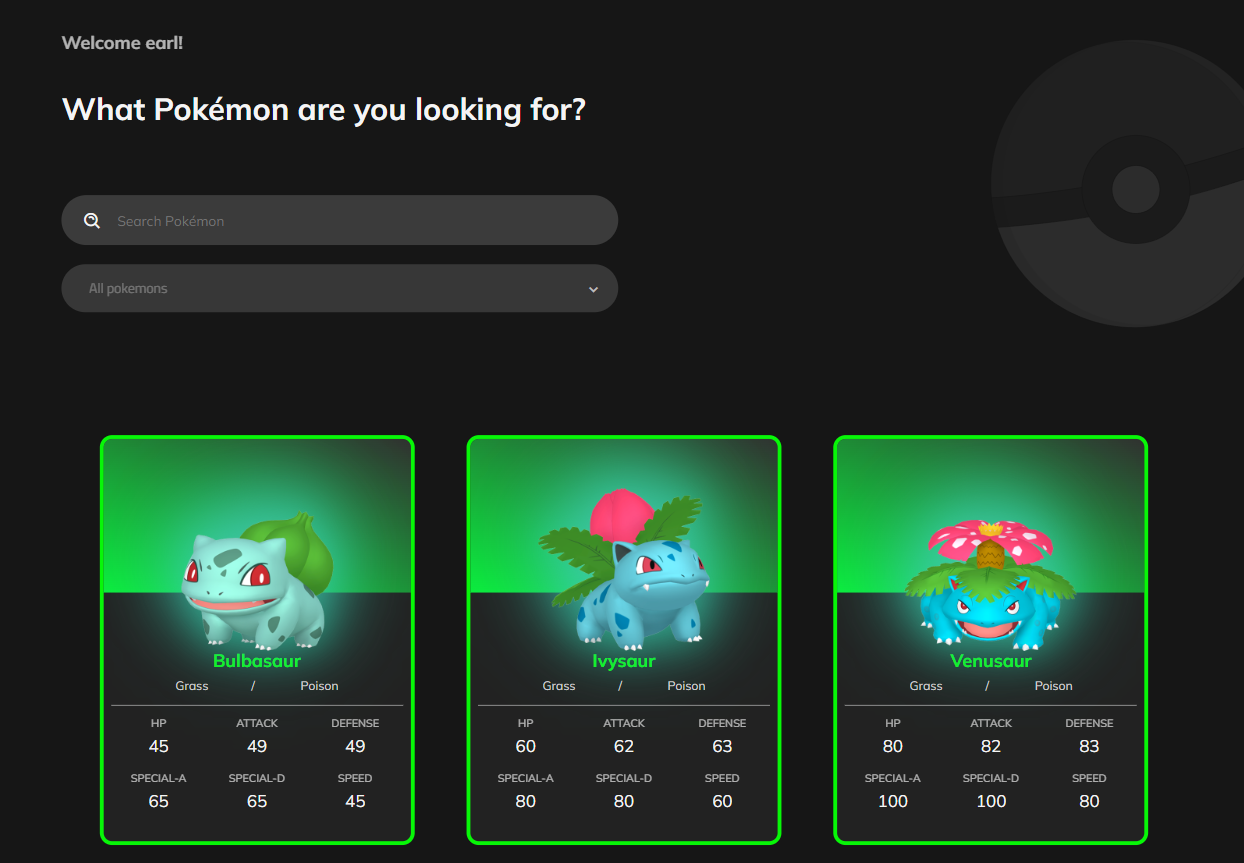 Welcome earl!
What Pokémon are you looking for?
Search Pokémon
All pokemons
Bulbasaur
Grass / Poison
HP ATTACK DEFENSE
45 49 49
SPECIAL-A SPECIAL-D SPEED
65 65 45
Ivysaur
Grass / Poison
HP ATTACK DEFENSE
60 62 63
SPECIAL-A SPECIAL-D SPEED
80 80 60
Venusaur
Grass / Poison
HP ATTACK DEFENSE
80 82 83
SPECIAL-A SPECIAL-D SPEED
100 100 80